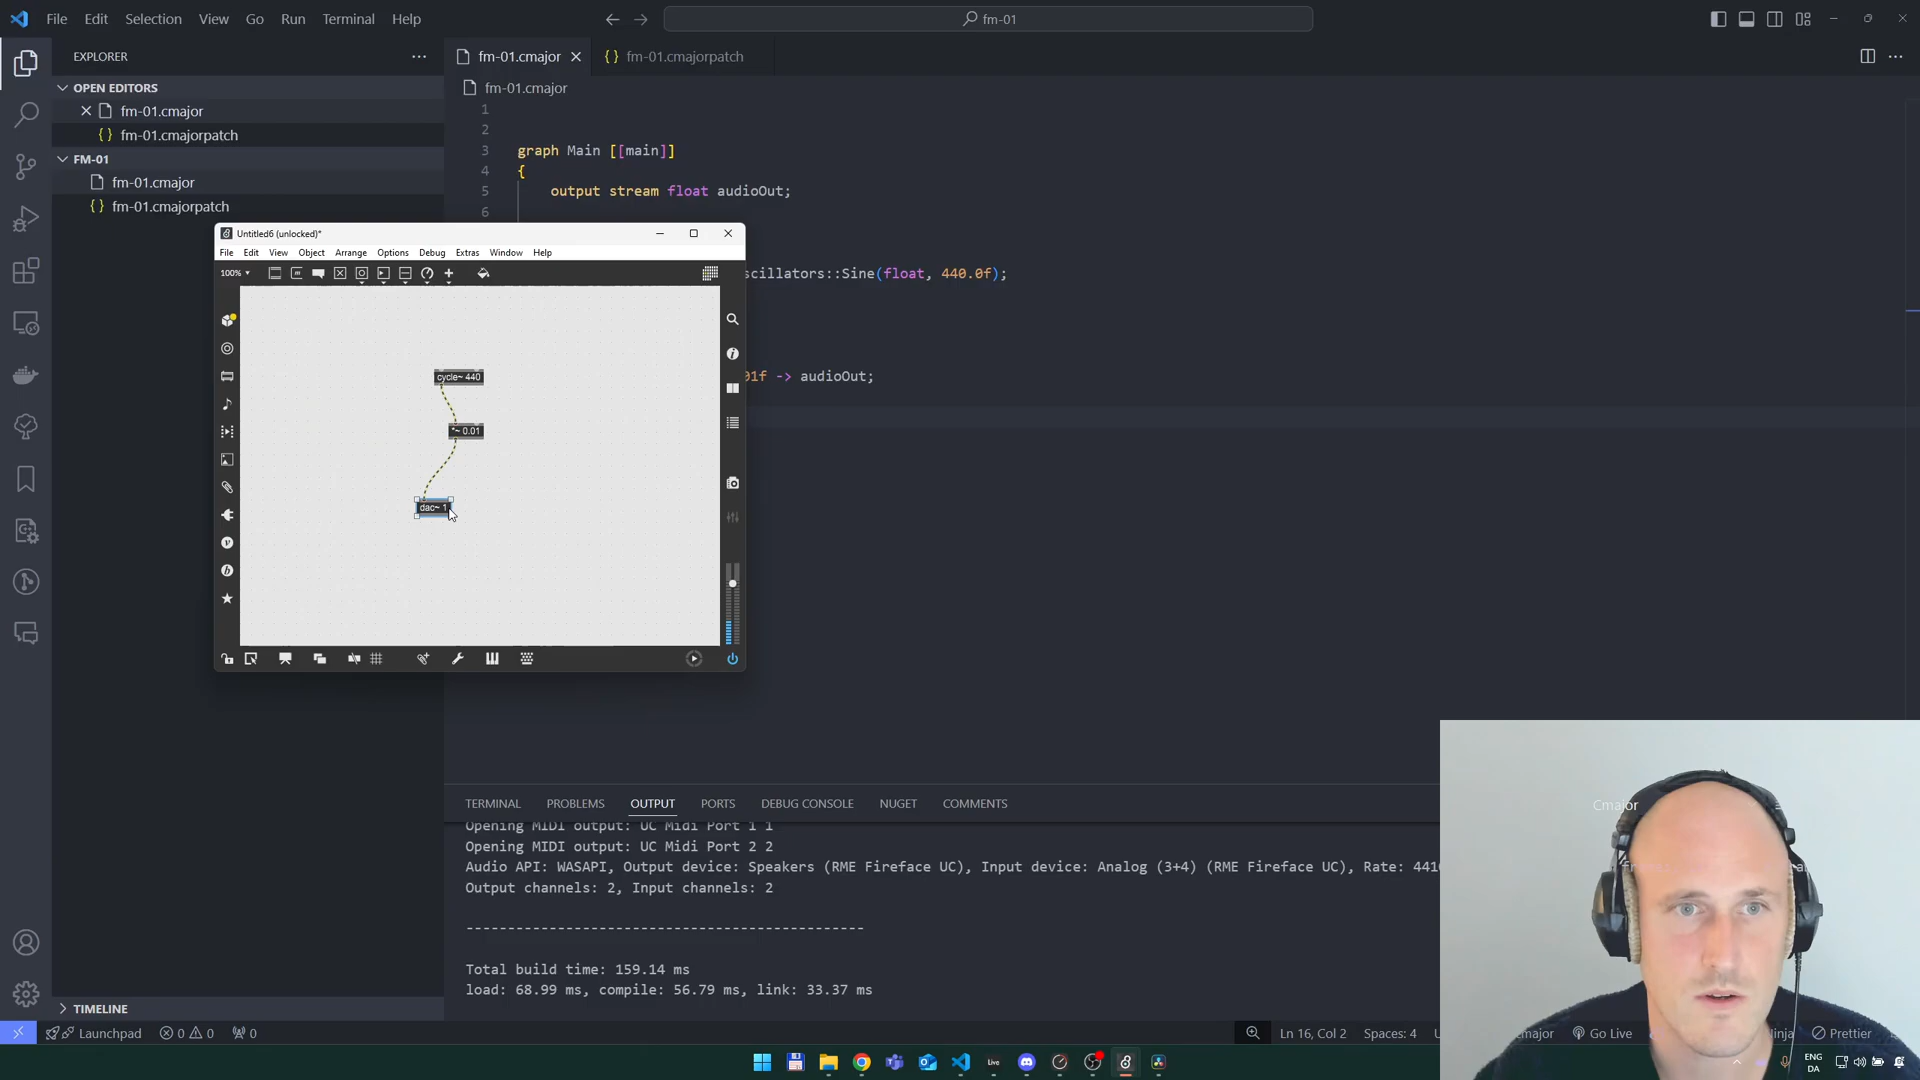 File Edit Selection View Go Run Terminal Help
fm-01
EXPLORER
OPEN EDITORS
fm-01.cmajor
fm-01.cmajorpatch
FM-01
fm-01.cmajor
fm-01.cmajorpatch
TIMELINE
fm-01.cmajor
{} fm-01.cmajorpatch
fm-01.cmajor
1
2
3 graph Main [[main]]
4 {
5 output stream float audioOut;
6
scillators::Sine(float, 440.0f);
01f -> audioOut;
Untitled6 (unlocked)*
File Edit View Object Arrange Options Debug Extras Window Help
100%
cycle~ 440
*~ 0.01
dac~ 1
TERMINAL PROBLEMS OUTPUT PORTS DEBUG CONSOLE NUGET COMMENTS
Opening MIDI output: UC Midi Port 1 1
Opening MIDI output: UC Midi Port 2 2
Audio API: WASAPI, Output device: Speakers (RME Fireface UC), Input device: Analog (3+4) (RME Fireface UC), Rate: 441
Output channels: 2, Input channels: 2
---------------------------------------------
Total build time: 159.14 ms
load: 68.99 ms, compile: 56.79 ms, link: 33.37 ms
Cmajor
Launchpad 0 0 0
Ln 16, Col 2 Spaces: 4 Go Live Prettier
Live
ENG
DA